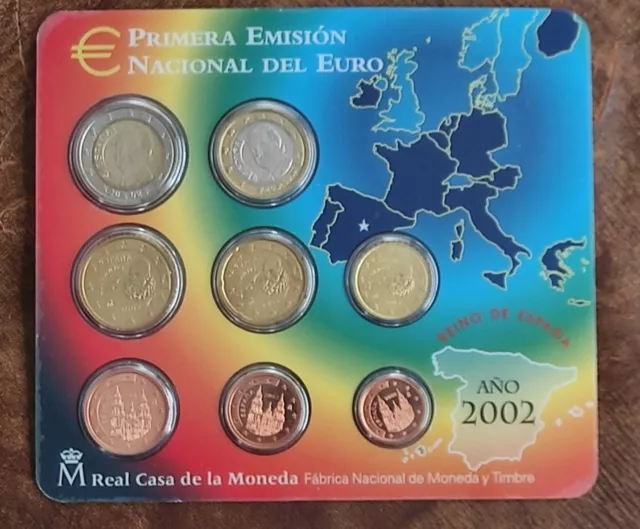 € PRIMERA EMISIÓN
NACIONAL DEL EURO
ESPAÑA
REINO DE ESPAÑA
AÑO
2002
M Real Casa de la Moneda Fábrica Nacional de Moneda y Timbre